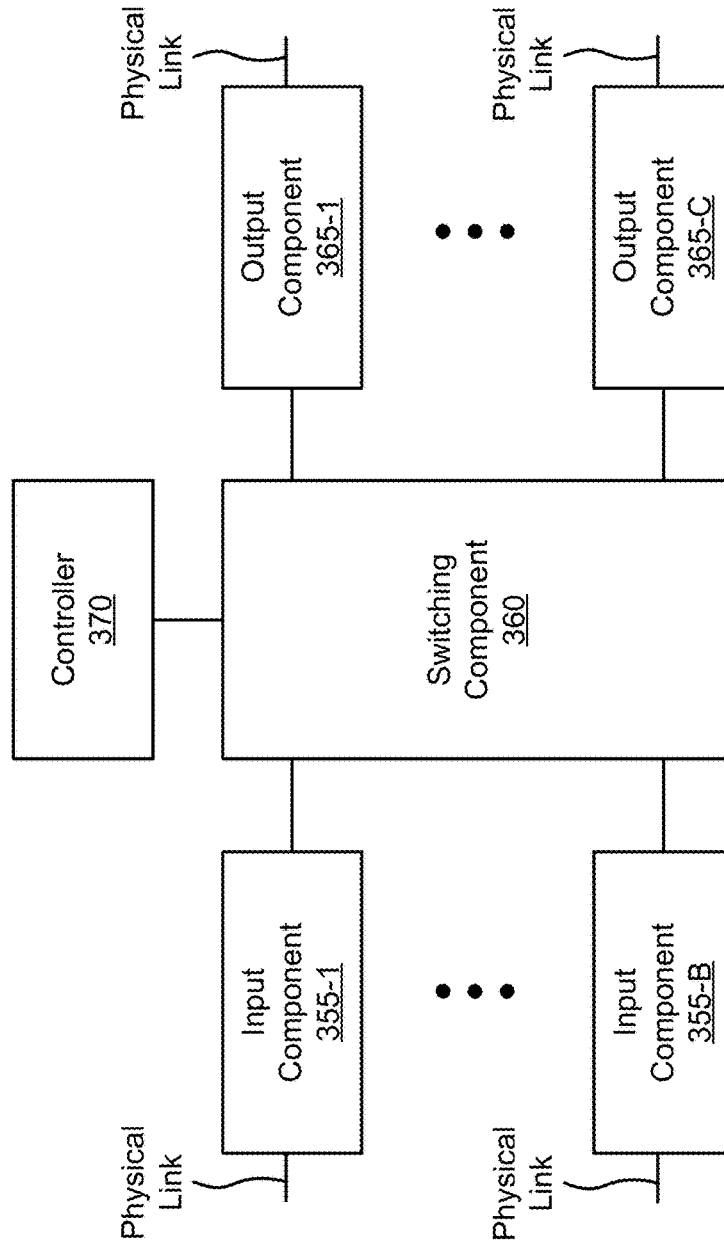 Controller
370
Physical
Link
Input
Component
355-1
Physical
Link
Input
Component
355-B
Switching
Component
360
Output
Component
365-1
Physical
Link
Output
Component
365-C
Physical
Link